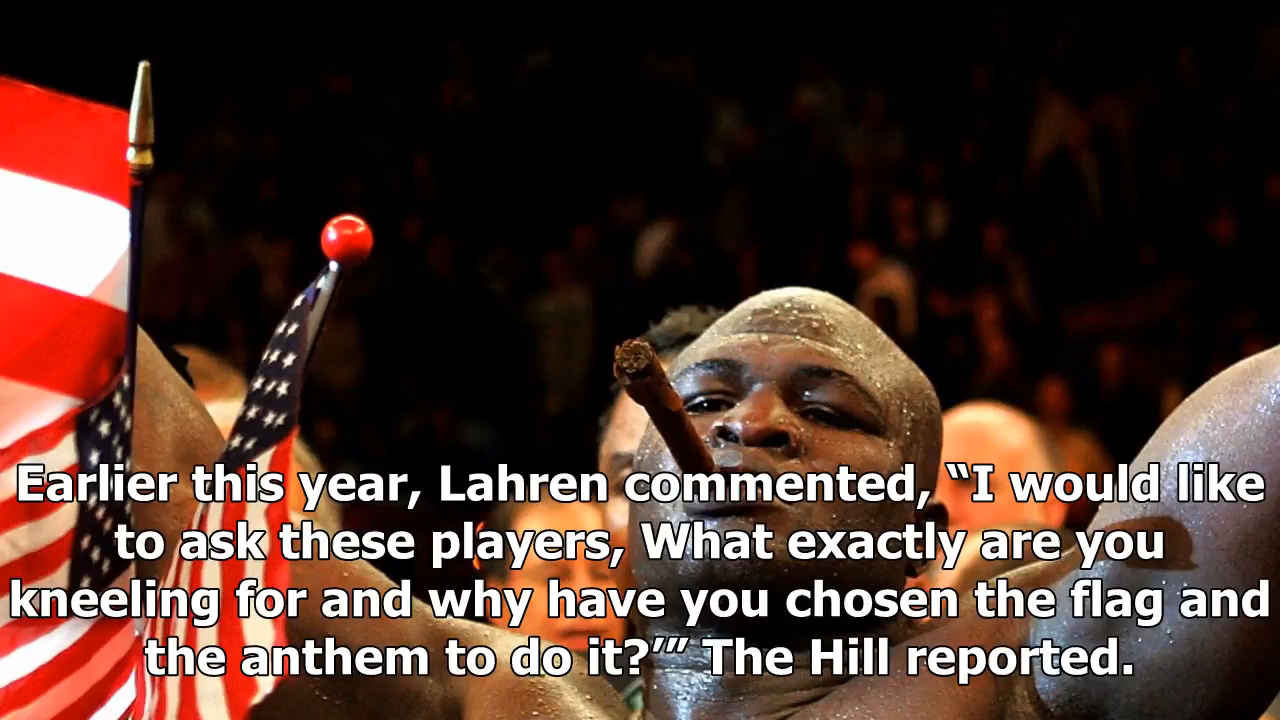 Earlier this year, Lahren commented, “I would like
to ask these players, What exactly are you
kneeling for and why have you chosen the flag and
the anthem to do it?’” The Hill reported.